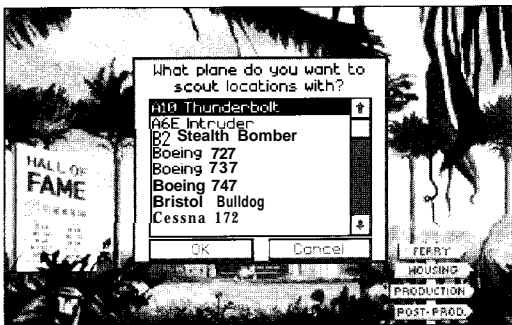 What plane do you want to
scout locations with?
A10 Thunderbolt
A6E Intruder
B2 Stealth Bomber
Boeing 727
Boeing 737
Boeing 747
Bristol Bulldog
Cessna 172
OK
Cancel
HALL OF
FAME
FERRY
HOUSING
PRODUCTION
POST-PROD.